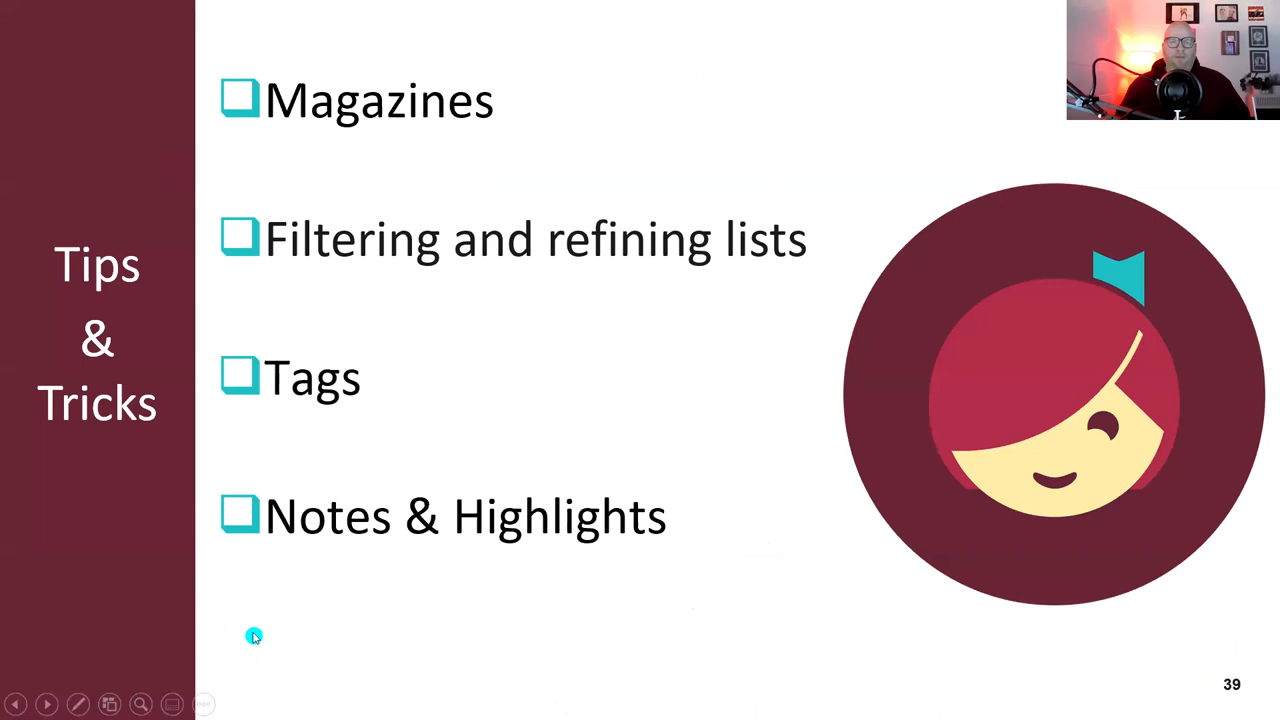 Tips
&
Tricks
Magazines
Filtering and refining lists
Tags
Notes & Highlights
39